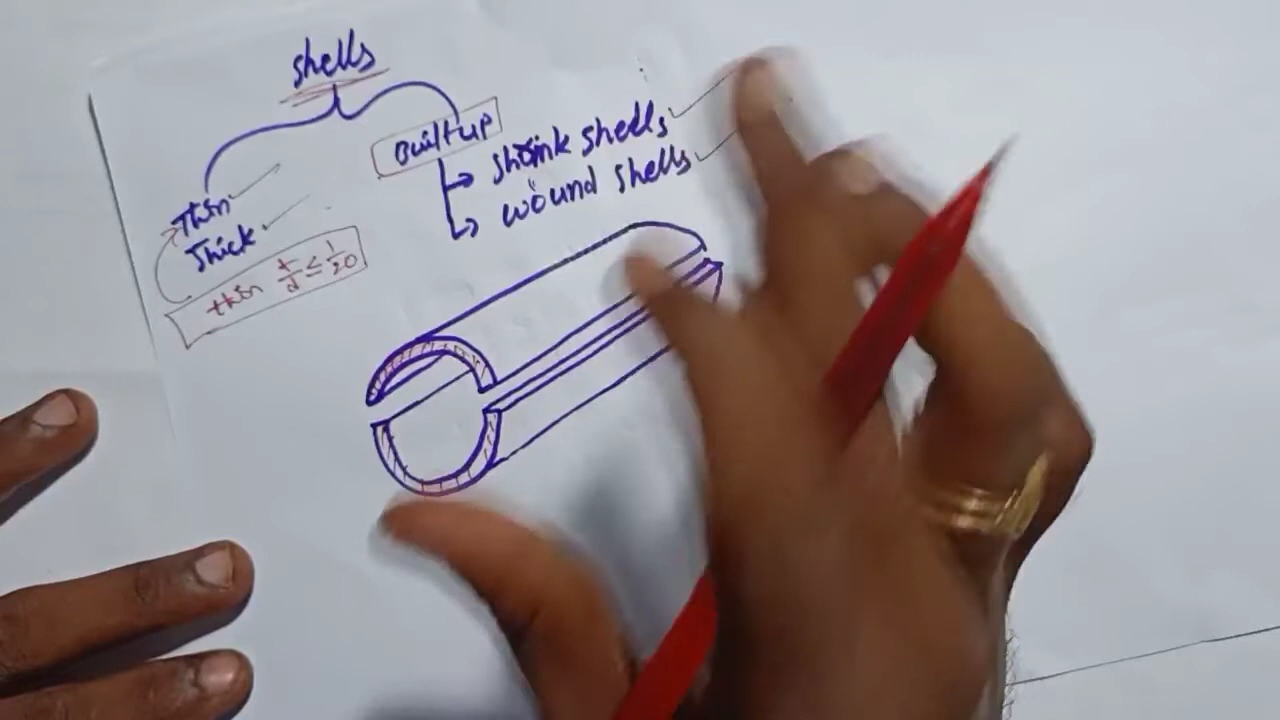 shells
Built up
shrink shells
wound shells
Thin
Thick
thin t/d ≤ 1/20